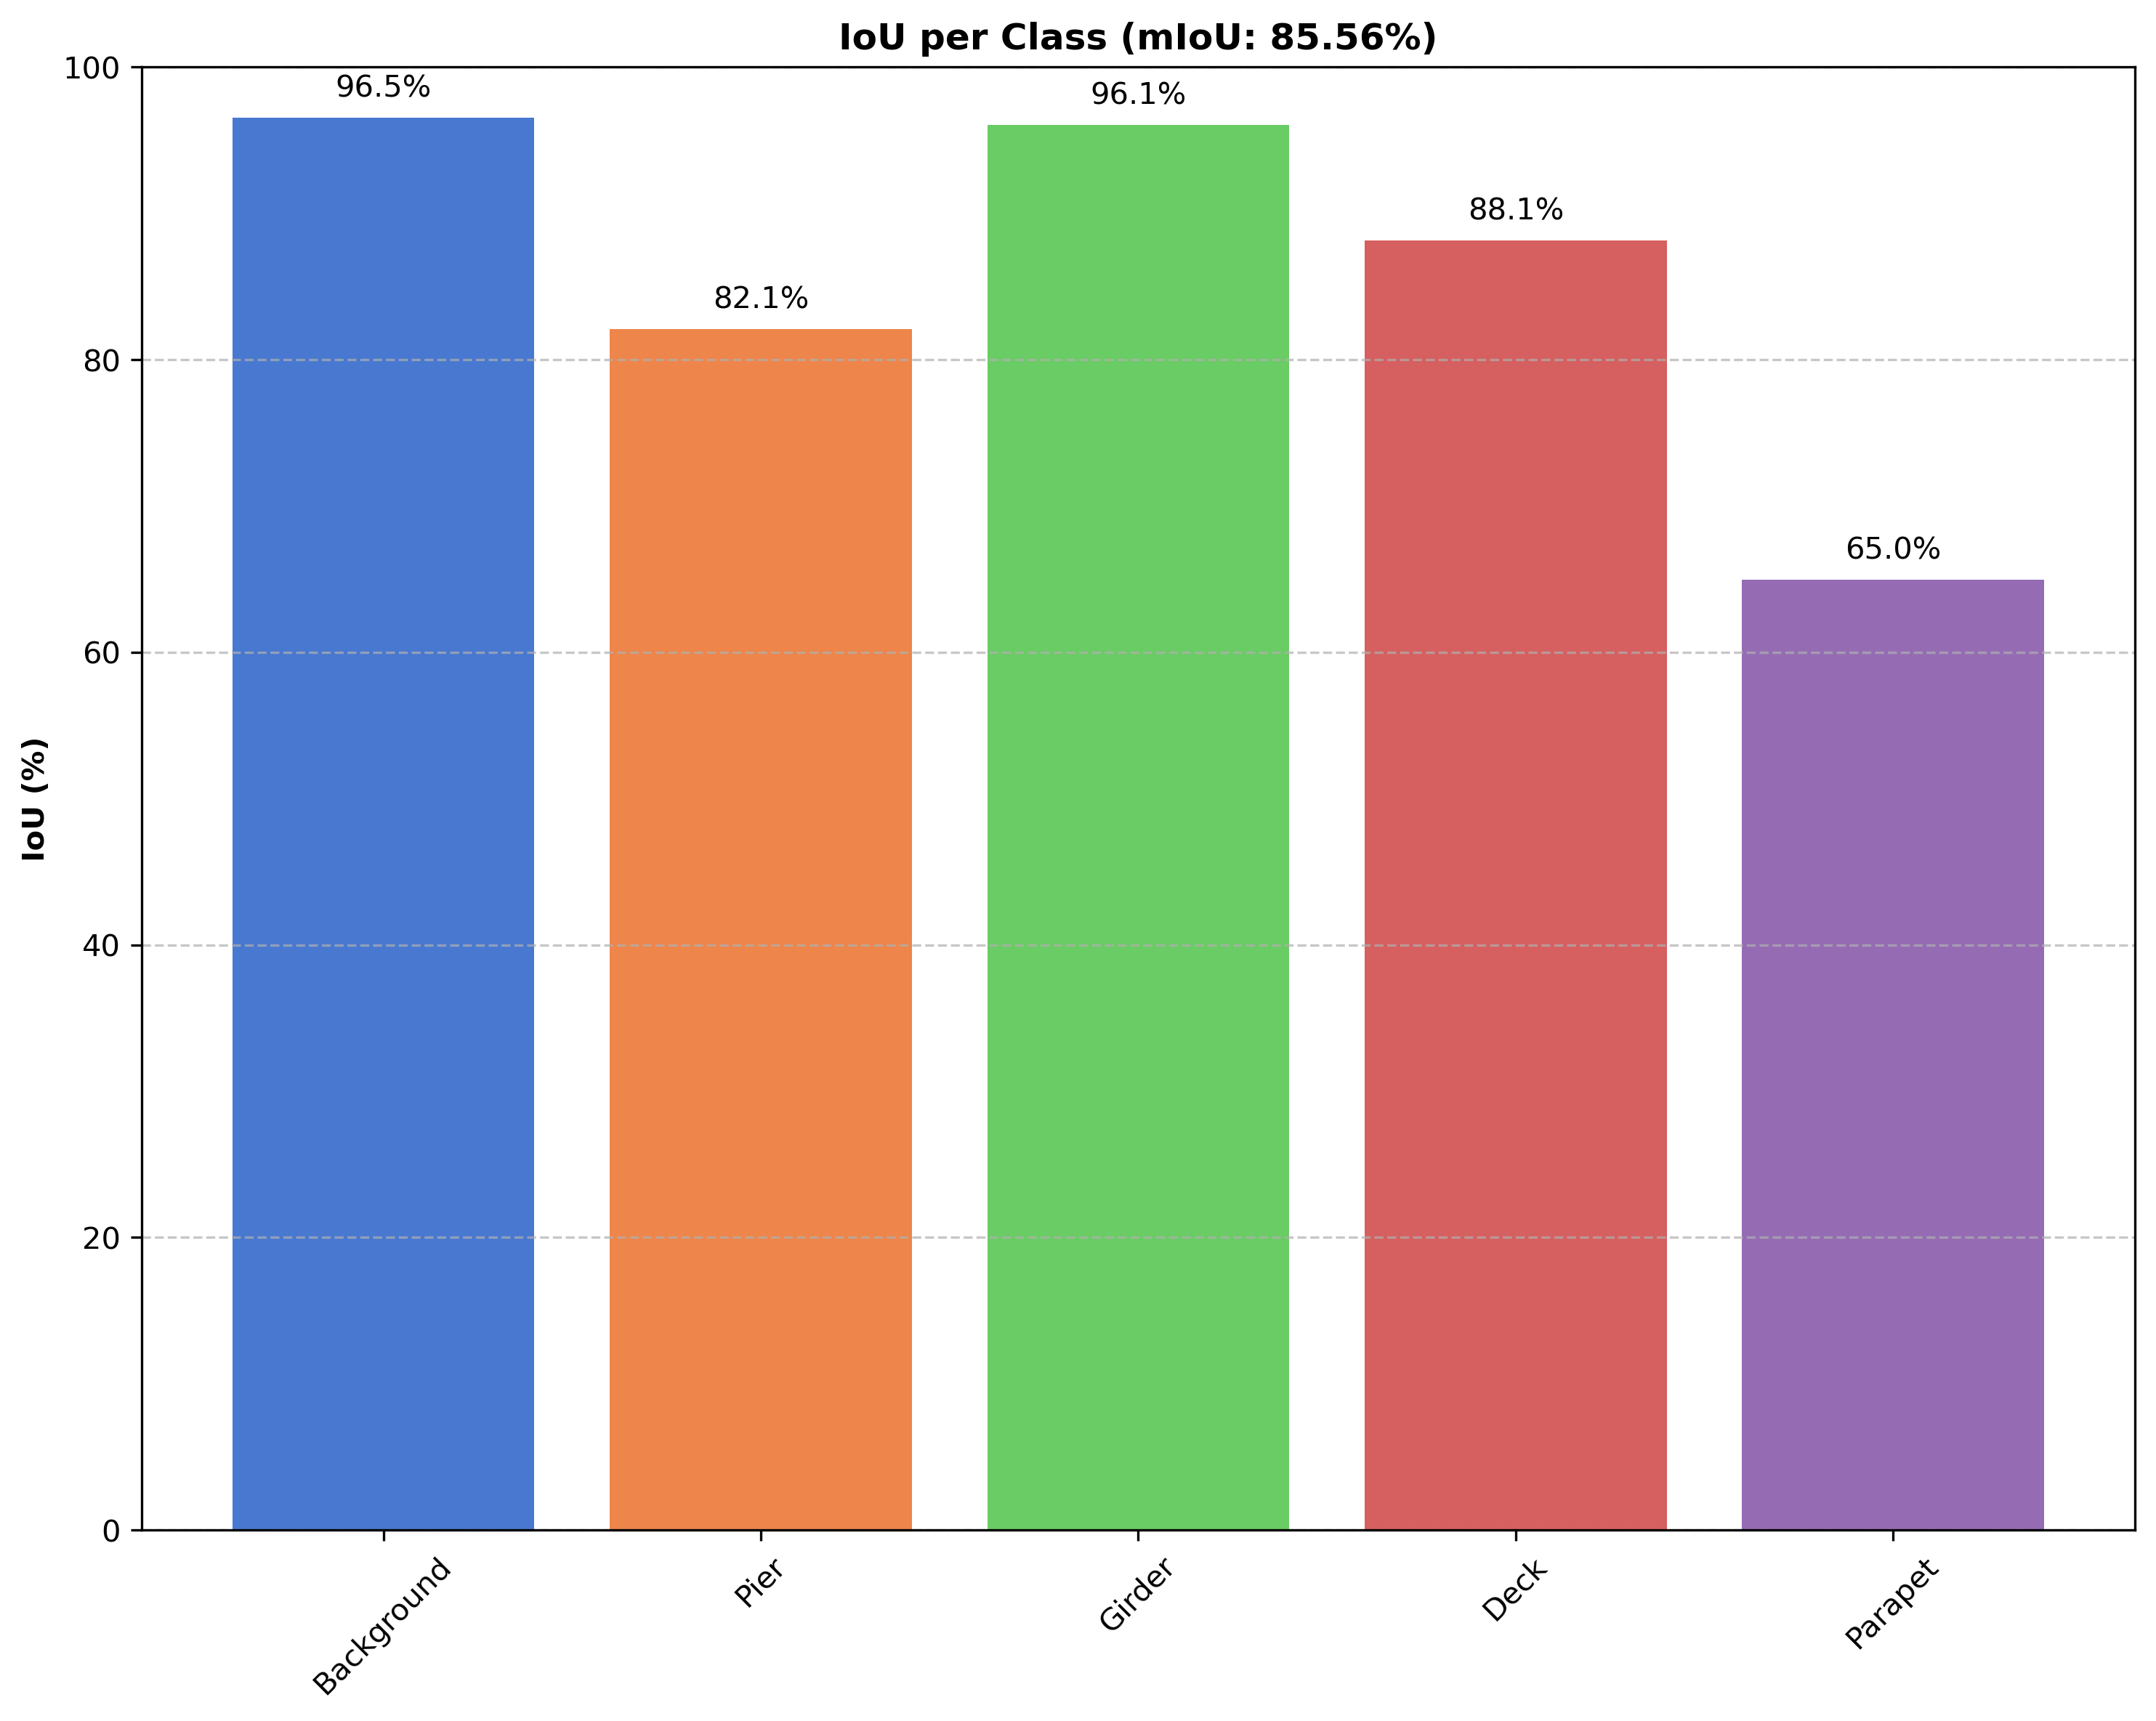 IoU per Class (mIoU: 85.56%)
100
96.5%
96.1%
88.1%
82.1%
80
65.0%
60
IoU (%)
40
20
0
Background
Pier
Girder
Deck
Parapet